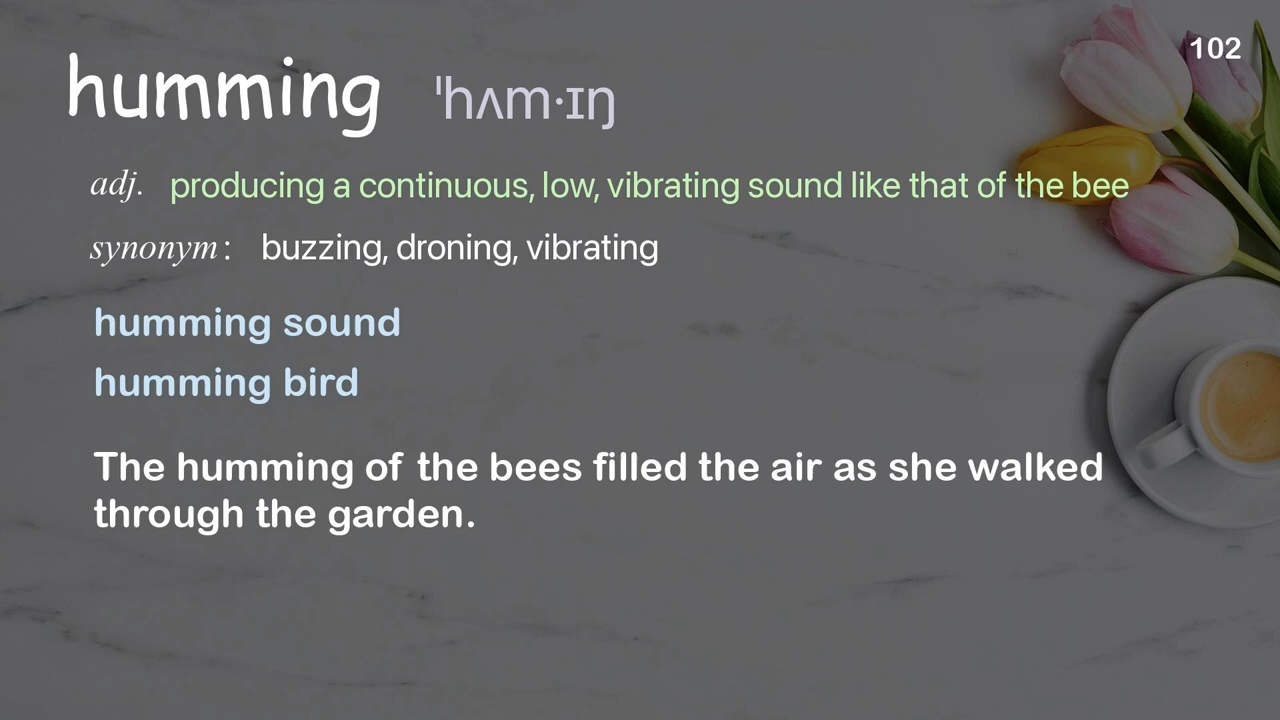 102
humming ˈhʌm·ɪŋ
adj. producing a continuous, low, vibrating sound like that of the bee
synonym: buzzing, droning, vibrating
humming sound
humming bird
The humming of the bees filled the air as she walked
through the garden.